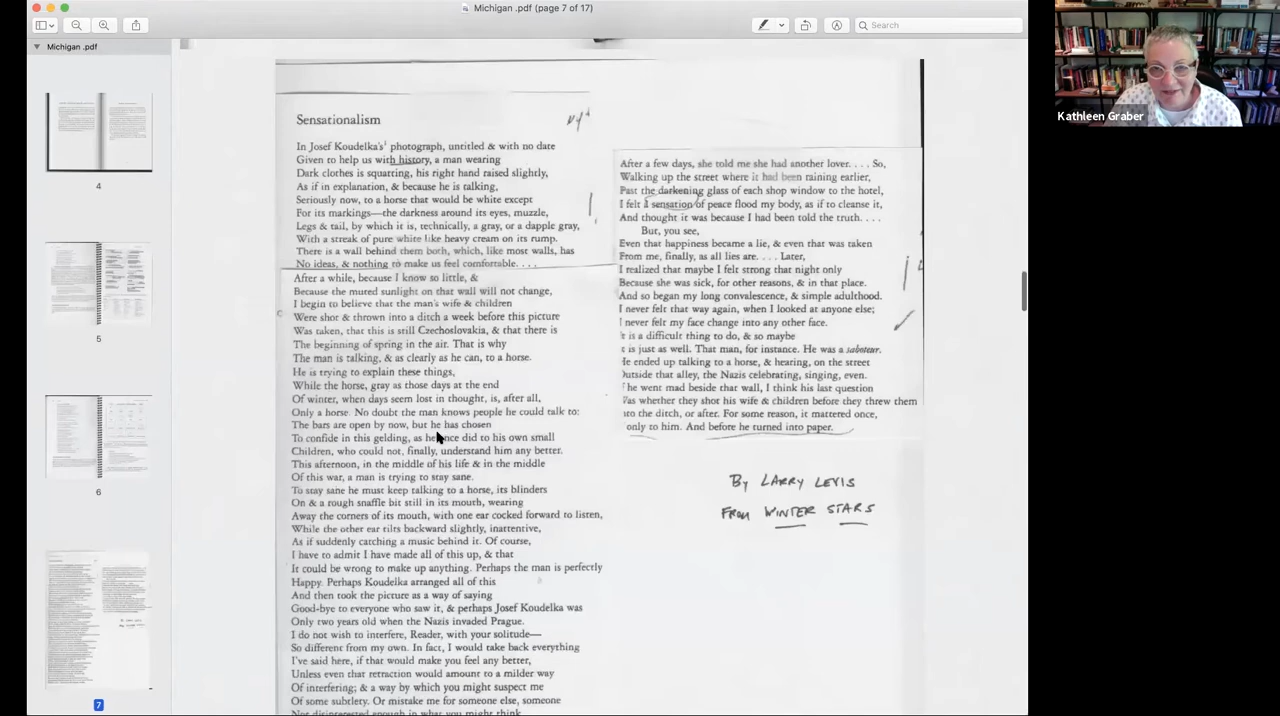 Michigan .pdf (page 7 of 17)
Search
Michigan .pdf
4
5
6
7
Kathleen Graber
Sensationalism
In Josef Koudelka's photograph, untitled & with no date
Given to help us with history, a man wearing
Dark clothes is squatting, his right hand raised slightly,
As if in explanation, & because he is talking,
Seriously now, to a horse that would be white except
For its markings—the darkness around its eyes, muzzle,
Legs & tail, by which it is, technically, a gray, or a dapple gray,
With a streak of pure white like heavy cream on its rump.
There is a wall behind them both, which, like most walls, has
No ideas, & nothing to make us feel comfortable. . . .
After a while, because I know so little, &
Because the muted sunlight on that wall will not change,
I begin to believe that the man's wife & children
Were shot & thrown into a ditch a week before this picture
Was taken, that this is still Czechoslovakia, & that there is
The beginning of spring in the air. That is why
The man is talking, & as clearly as he can, to a horse.
He is trying to explain these things,
While the horse, gray as those days at the end
Of winter, when days seem lost in thought, is, after all,
Only a horse. No doubt the man knows people he could talk to:
The bars are open by now, but he has chosen
To confide in this gelding, as he once did to his own small
Children, who could not, finally, understand him any better.
This afternoon, in the middle of his life & in the middle
Of this war, a man is trying to stay sane.
To stay sane he must keep talking to a horse, its blinders
On & a rough snaffle bit still in its mouth, wearing
Away the corners of its mouth, with one ear cocked forward to listen,
While the other ear tilts backward slightly, inattentive,
As if suddenly catching a music behind it. Of course,
I have to admit I have made all of this up, & that
It could be wrong to make up anything. Perhaps the man is perfectly
Happy. Perhaps Koudelka arranged all of this
And then took the picture as a way of saying
Good-bye to everyone who saw it, & perhaps Josef Koudelka was
Only two years old when the Nazis invaded Prague.
I do not wish to interfere, Reader, with your solitude—
So different from my own. In fact, I would take back everything
I've said here, if that would make you feel any better,
Unless even that retraction would amount to a milder way
Of interfering; & a way by which you might suspect me
Of some subtlety. Or mistake me for someone else, someone
Not disinterested enough in what you might think
After a few days, she told me she had another lover. . . . So,
Walking up the street where it had been raining earlier,
Past the darkening glass of each shop window to the hotel,
I felt a sensation of peace flood my body, as if to cleanse it,
And thought it was because I had been told the truth. . . .
But, you see,
Even that happiness became a lie, & even that was taken
From me, finally, as all lies are. . . . Later,
I realized that maybe I felt strong that night only
Because she was sick, for other reasons, & in that place.
And so began my long convalescence, & simple adulthood.
I never felt that way again, when I looked at anyone else;
I never felt my face change into any other face.
t is a difficult thing to do, & so maybe
t is just as well. That man, for instance. He was a saboteur.
He ended up talking to a horse, & hearing, on the street
Outside that alley, the Nazis celebrating, singing, even.
he went mad beside that wall, I think his last question
Was whether they shot his wife & children before they threw them
nto the ditch, or after. For some reason, it mattered once,
only to him. And before he turned into paper.
By LARRY LEVIS
FROM WINTER STARS